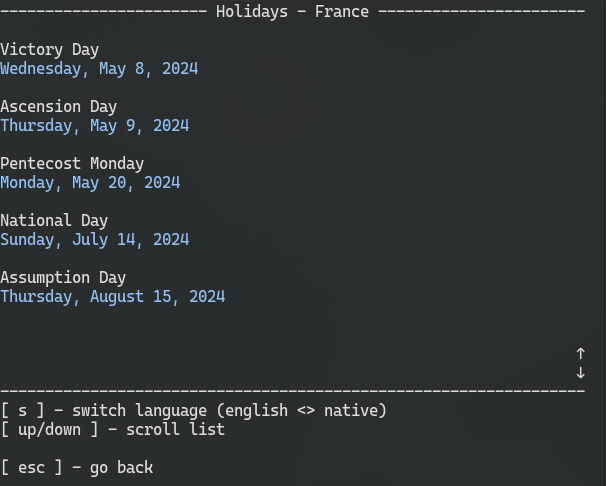 ----------------------- Holidays - France -----------------------
Victory Day
Wednesday, May 8, 2024
Ascension Day
Thursday, May 9, 2024
Pentecost Monday
Monday, May 20, 2024
National Day
Sunday, July 14, 2024
Assumption Day
Thursday, August 15, 2024
↑
↓
-----------------------------------------------------------------
[ s ] - switch language (english <> native)
[ up/down ] - scroll list
[ esc ] - go back